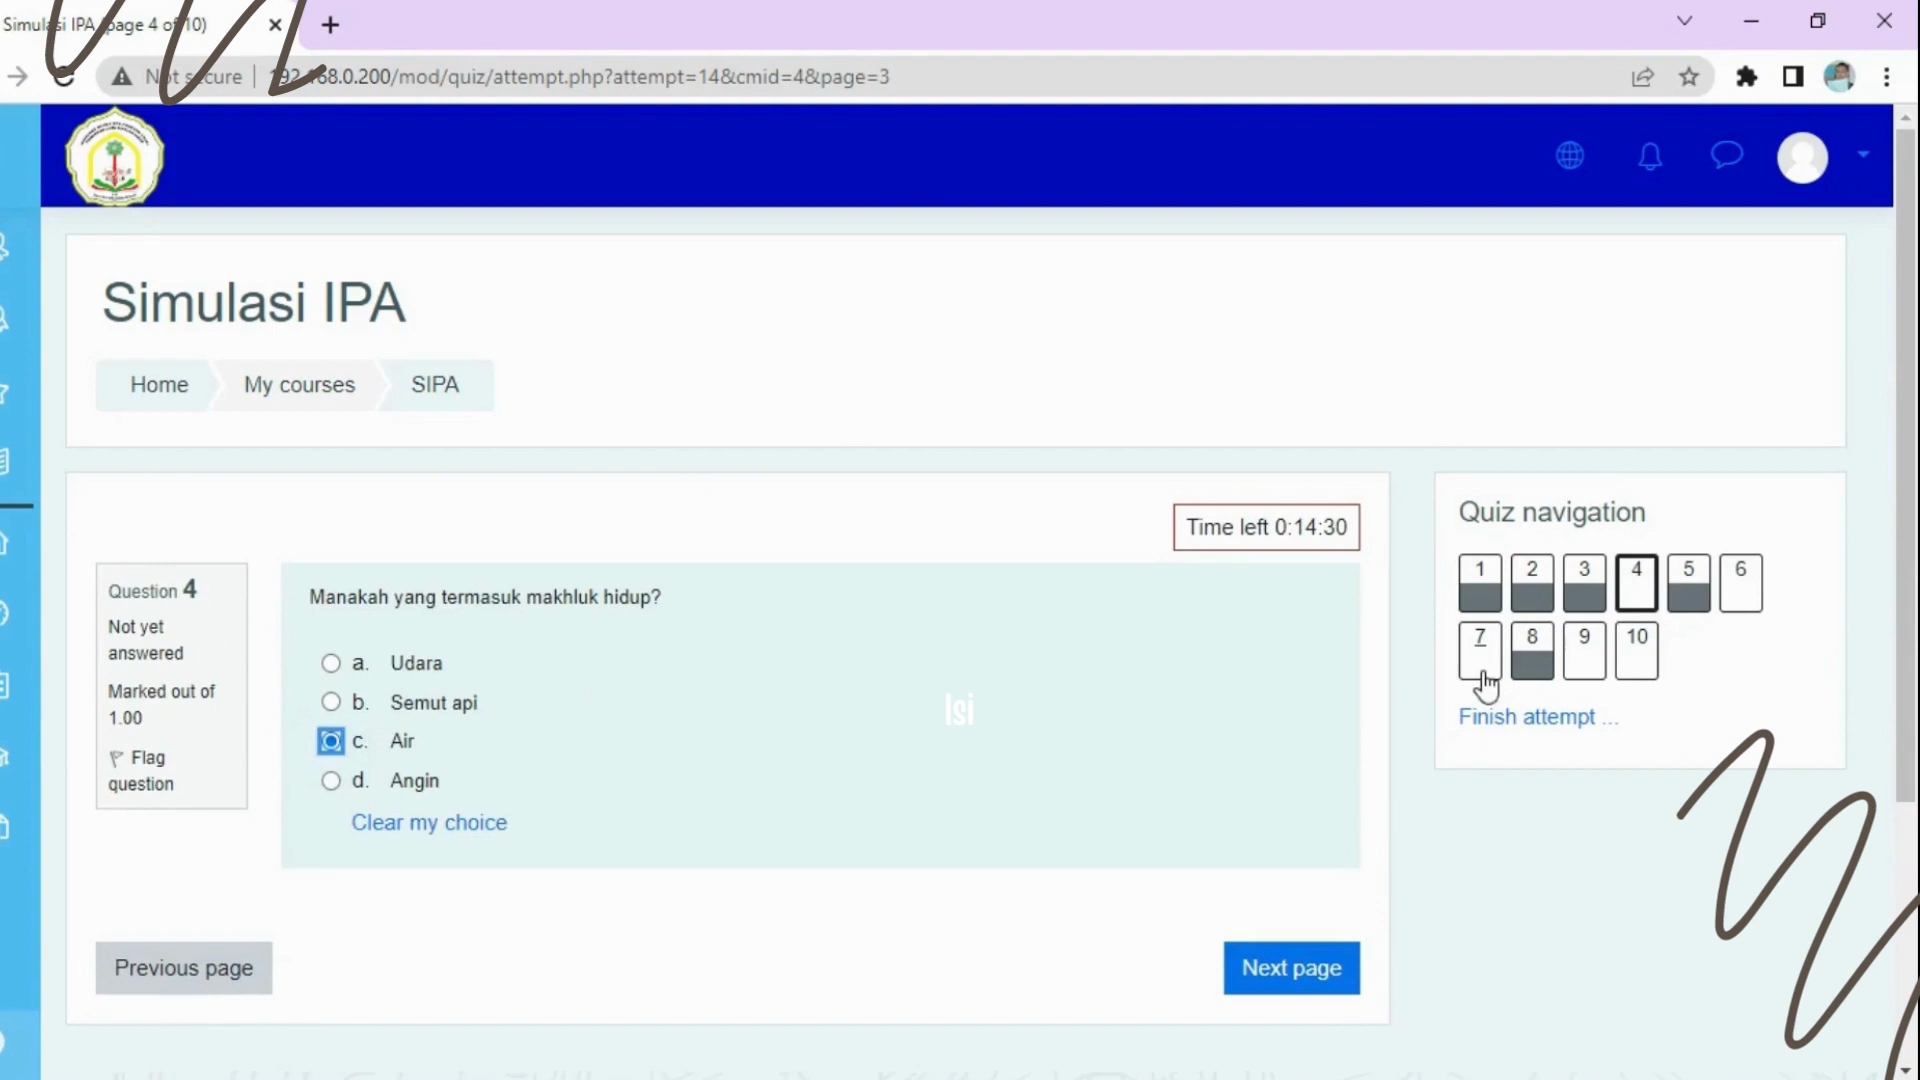 Simulasi IPA (page 4 of 10)
Not secure | 192.168.0.200/mod/quiz/attempt.php?attempt=14&cmid=4&page=3
Simulasi IPA
Home My courses SIPA
Time left 0:14:30
Question 4
Not yet
answered
Marked out of
1.00
Flag
question
Manakah yang termasuk makhluk hidup?
a. Udara
b. Semut api
c. Air
d. Angin
Clear my choice
Isi
Previous page
Next page
Quiz navigation
1 2 3 4 5 6
7 8 9 10
Finish attempt ...